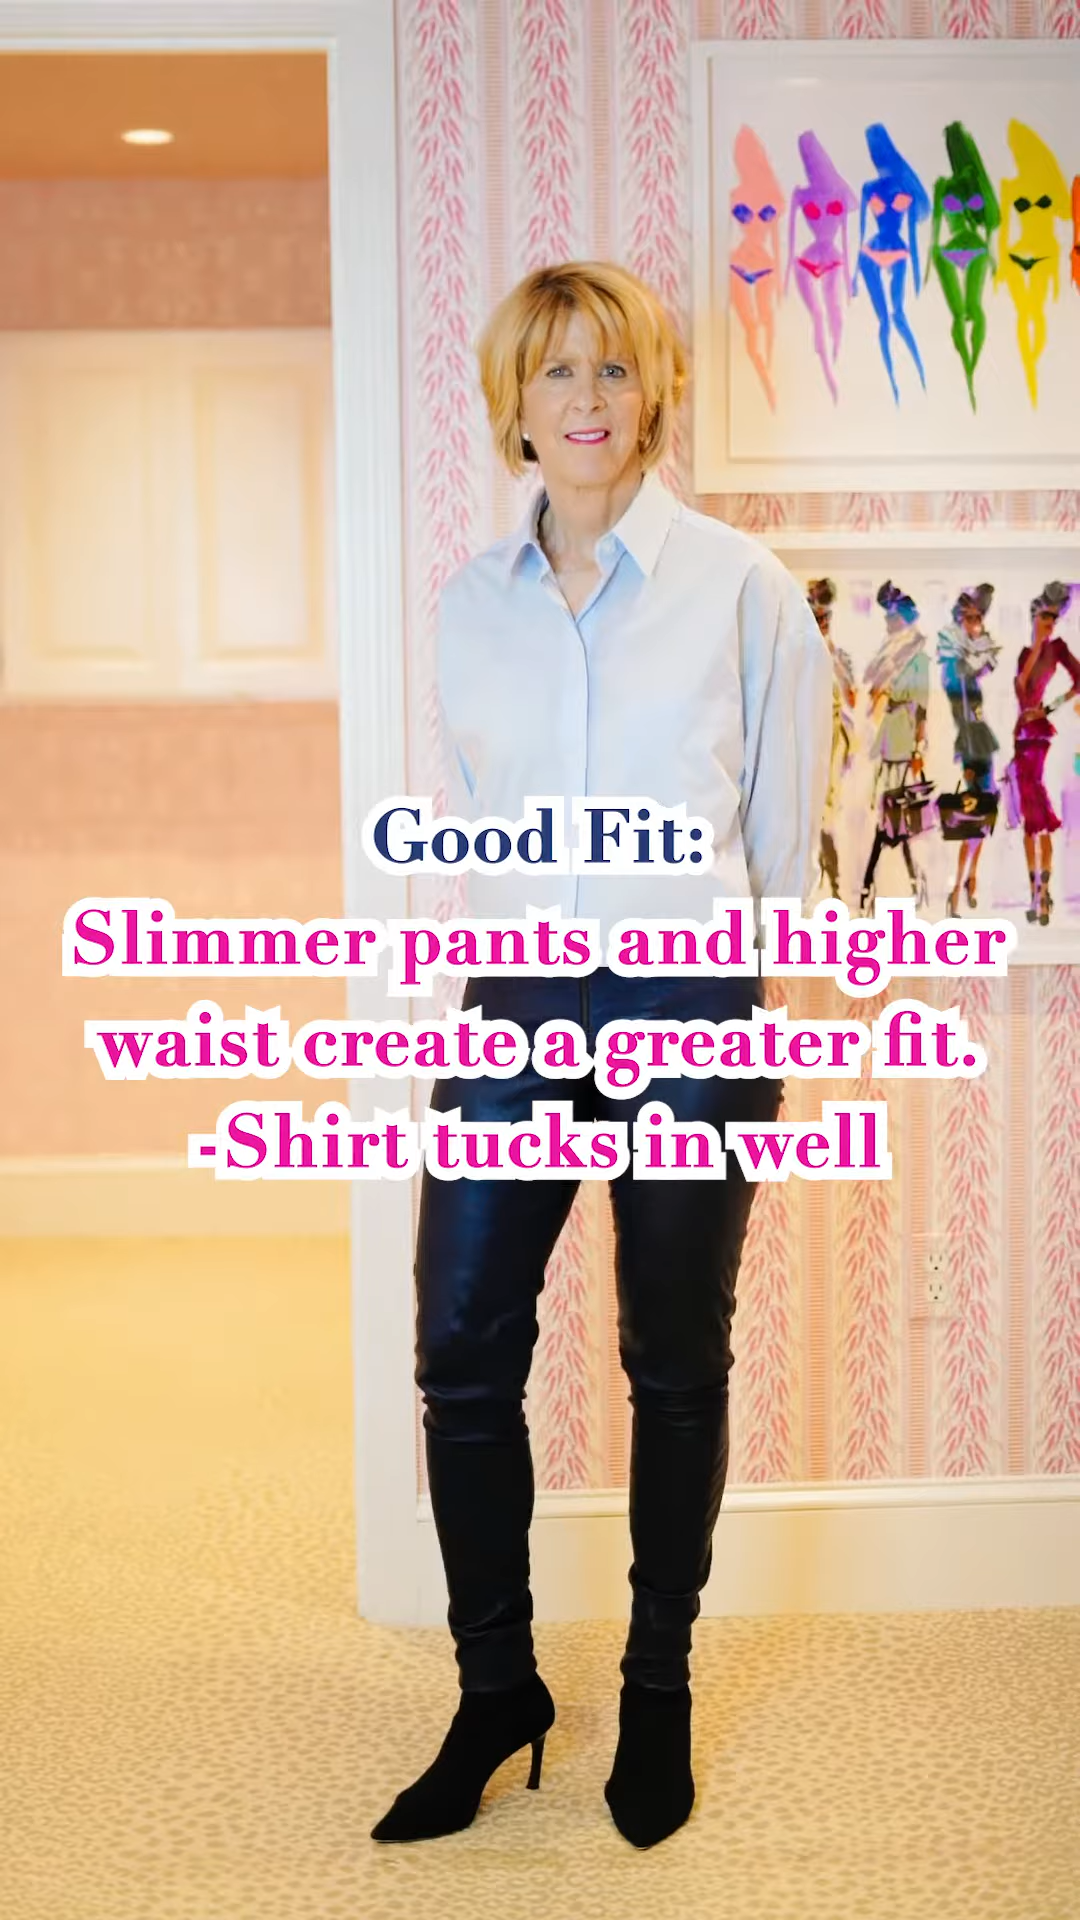 Good Fit:
Slimmer pants and higher
waist create a greater fit.
-Shirt tucks in well